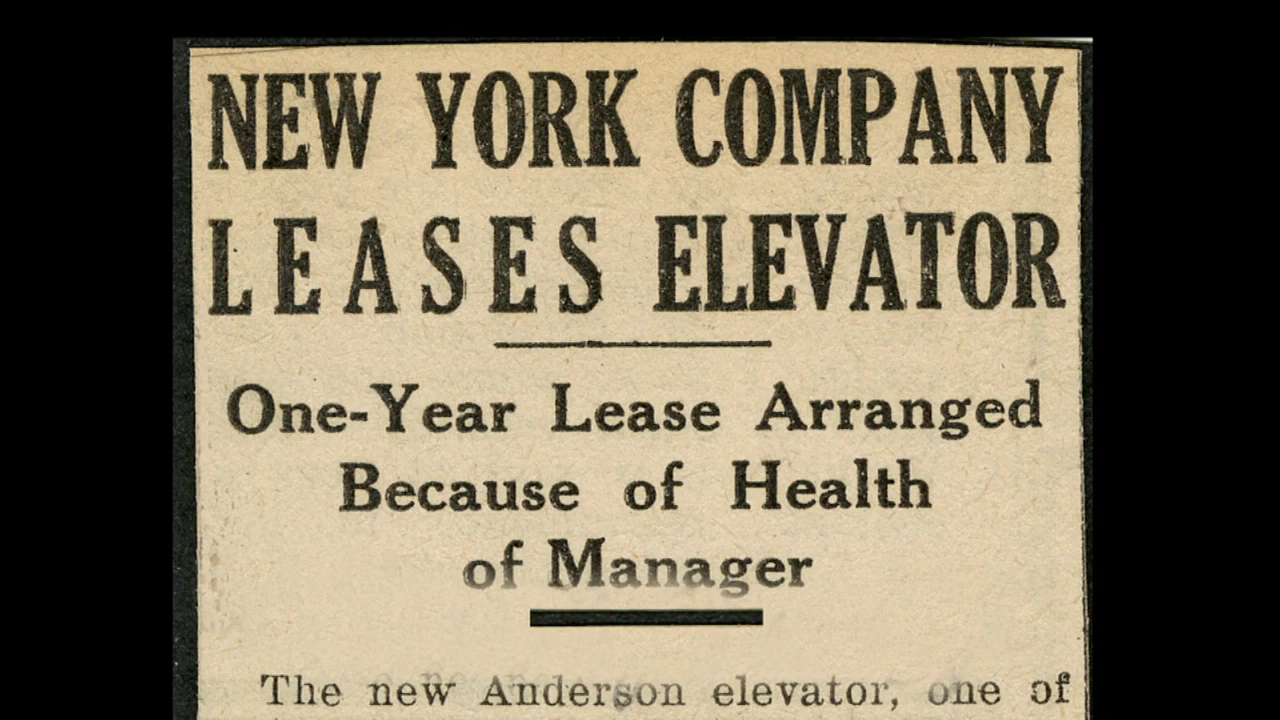 NEW YORK COMPANY
LEASES ELEVATOR
One-Year Lease Arranged
Because of Health
of Manager
The new Anderson elevator, one of